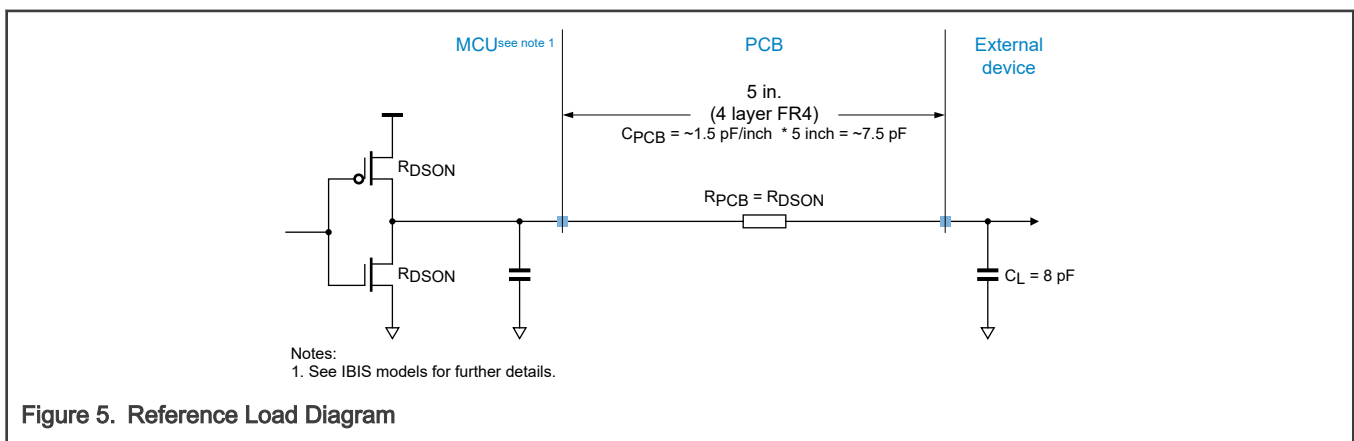 MCU see note 1
PCB
External
device
5 in.
(4 layer FR4)
CPCB = ~1.5 pF/inch * 5 inch = ~7.5 pF
RDSON
RPCB = RDSON
RDSON
CL = 8 pF
Notes:
1. See IBIS models for further details.
Figure 5. Reference Load Diagram